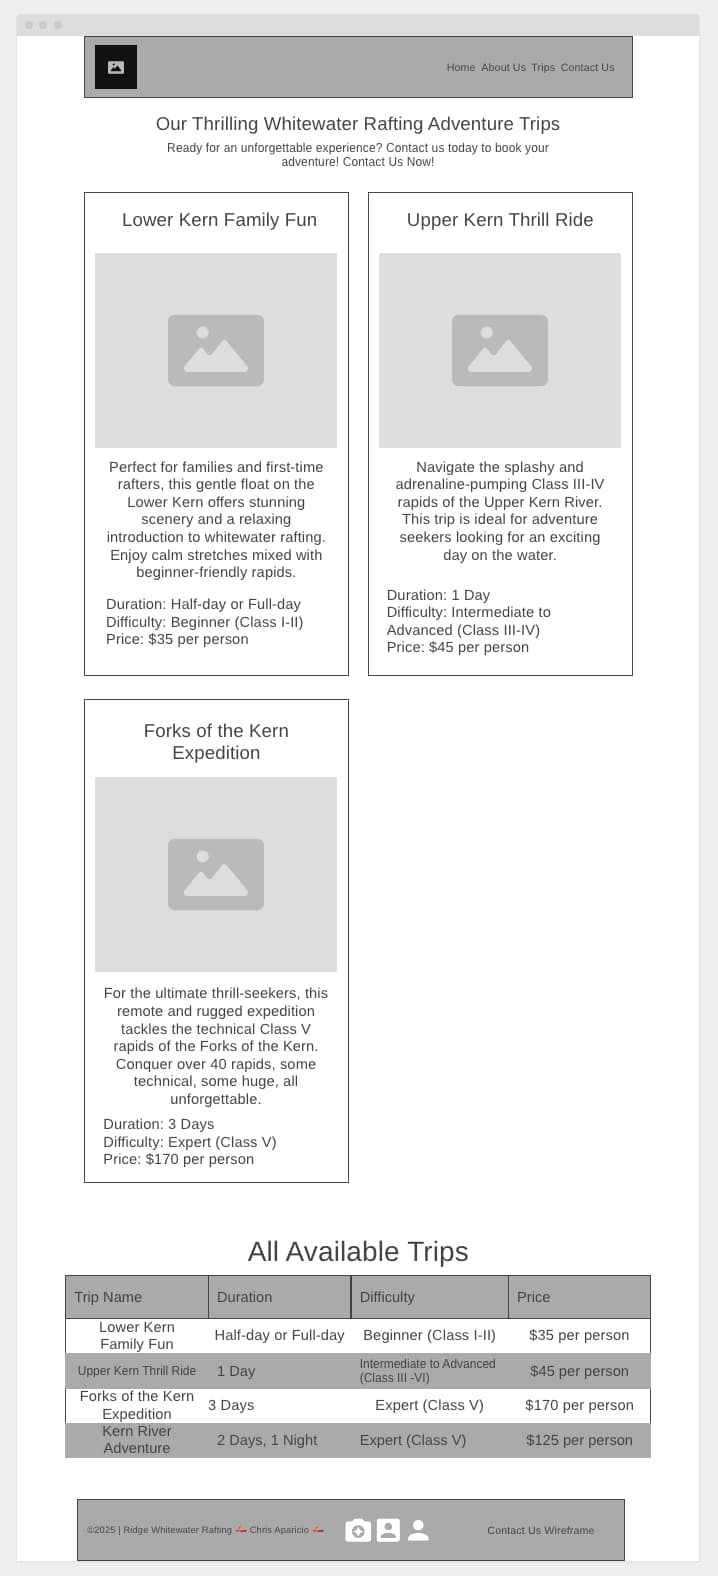 Home About Us Trips Contact Us
Our Thrilling Whitewater Rafting Adventure Trips
Ready for an unforgettable experience? Contact us today to book your
adventure! Contact Us Now!
Lower Kern Family Fun
Perfect for families and first-time
rafters, this gentle float on the
Lower Kern offers stunning
scenery and a relaxing
introduction to whitewater rafting.
Enjoy calm stretches mixed with
beginner-friendly rapids.
Duration: Half-day or Full-day
Difficulty: Beginner (Class I-II)
Price: $35 per person
Upper Kern Thrill Ride
Navigate the splashy and
adrenaline-pumping Class III-IV
rapids of the Upper Kern River.
This trip is ideal for adventure
seekers looking for an exciting
day on the water.
Duration: 1 Day
Difficulty: Intermediate to
Advanced (Class III-IV)
Price: $45 per person
Forks of the Kern
Expedition
For the ultimate thrill-seekers, this
remote and rugged expedition
tackles the technical Class V
rapids of the Forks of the Kern.
Conquer over 40 rapids, some
technical, some huge, all
unforgettable.
Duration: 3 Days
Difficulty: Expert (Class V)
Price: $170 per person
All Available Trips
Trip Name Duration Difficulty Price
Lower Kern
Family Fun
Half-day or Full-day
Beginner (Class I-II)
$35 per person
Upper Kern Thrill Ride
1 Day
Intermediate to Advanced
(Class III -VI)
$45 per person
Forks of the Kern
Expedition
3 Days
Expert (Class V)
$170 per person
Kern River
Adventure
2 Days, 1 Night
Expert (Class V)
$125 per person
©2025 | Ridge Whitewater Rafting 🛶 Chris Aparicio 🛶
Contact Us Wireframe